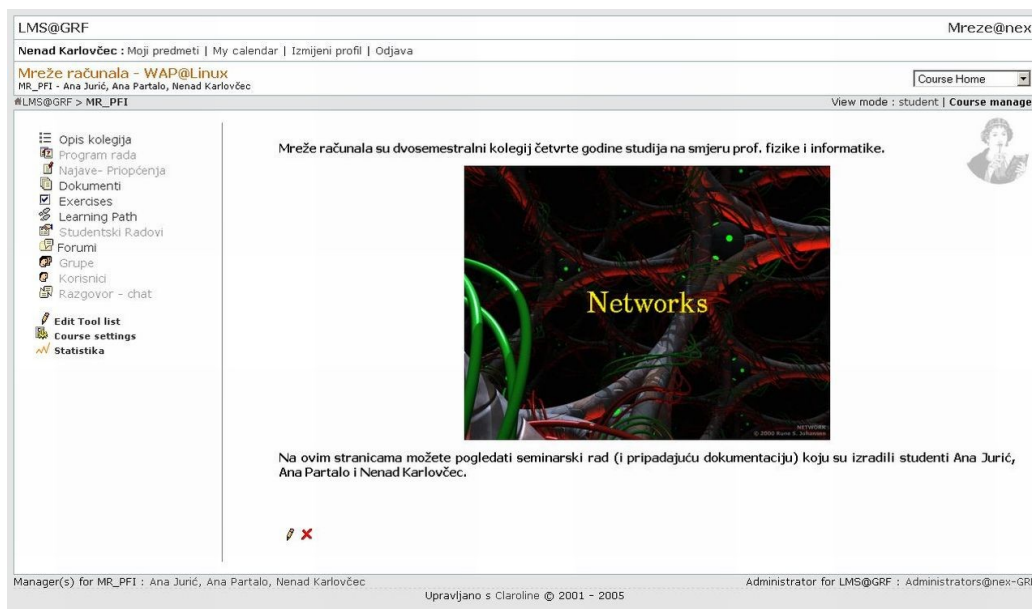 LMS@GRF Mreze@nex
Nenad Karlovčec : Moji predmeti | My calendar | Izmijeni profil | Odjava
Mreže računala - WAP@Linux Course Home
MR_PFI - Ana Jurić, Ana Partalo, Nenad Karlovčec
LMS@GRF > MR_PFI View mode : student | Course manage
Opis kolegija
Program rada
Najave- Priopćenja
Dokumenti
Exercises
Learning Path
Studentski Radovi
Forumi
Grupe
Korisnici
Razgovor - chat
Edit Tool list
Course settings
Statistika
Mreže računala su dvosemestralni kolegij četvrte godine studija na smjeru prof. fizike i informatike.
Networks
NETWORK
© 2000 Rune S. Johansen
Na ovim stranicama možete pogledati seminarski rad (i pripadajuću dokumentaciju) koju su izradili studenti Ana Jurić,
Ana Partalo i Nenad Karlovčec.
Manager(s) for MR_PFI : Ana Jurić, Ana Partalo, Nenad Karlovčec Administrator for LMS@GRF : Administrators@nex-GR
Upravljano s Claroline © 2001 - 2005